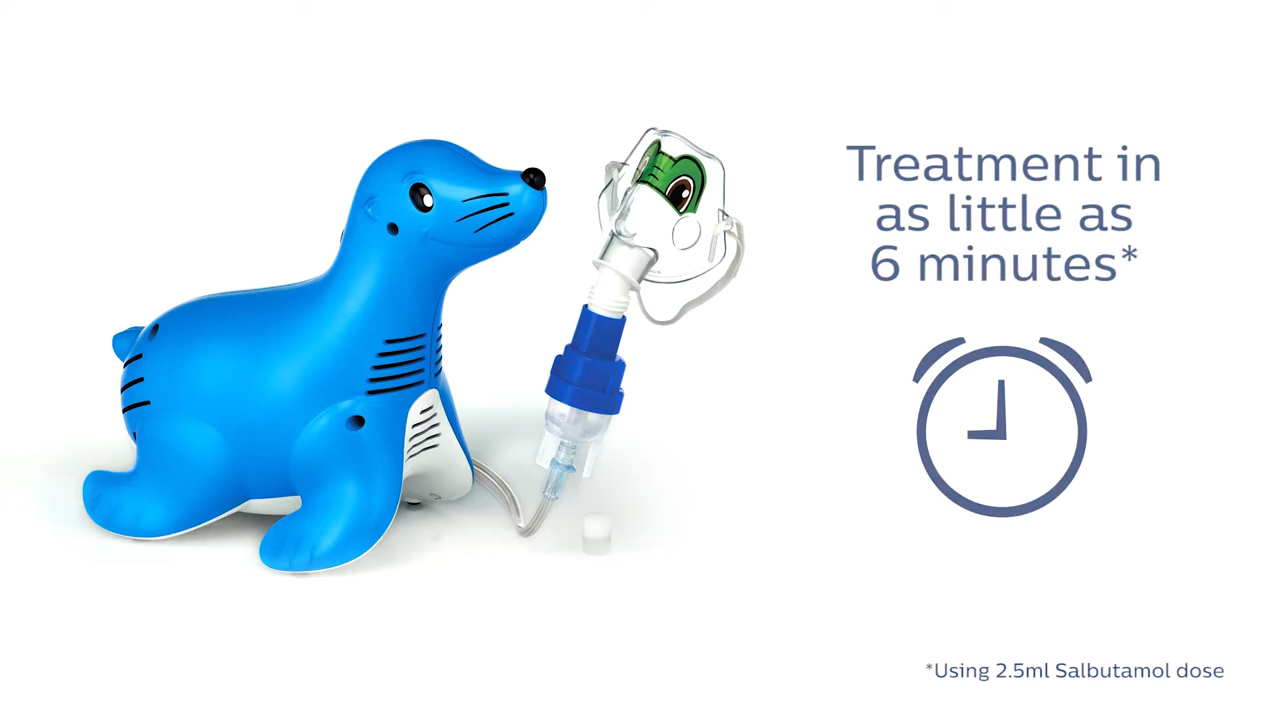 Treatment in
as little as
6 minutes*
*Using 2.5ml Salbutamol dose